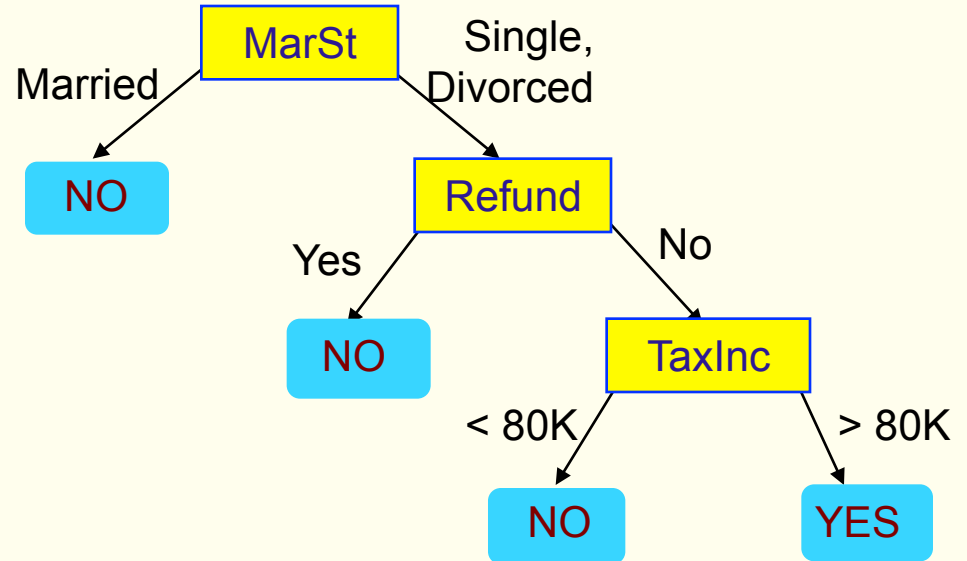 MarSt
Single,
Married
Divorced
NO
Refund
Yes
No
NO
TaxInc
< 80K
> 80K
NO
YES